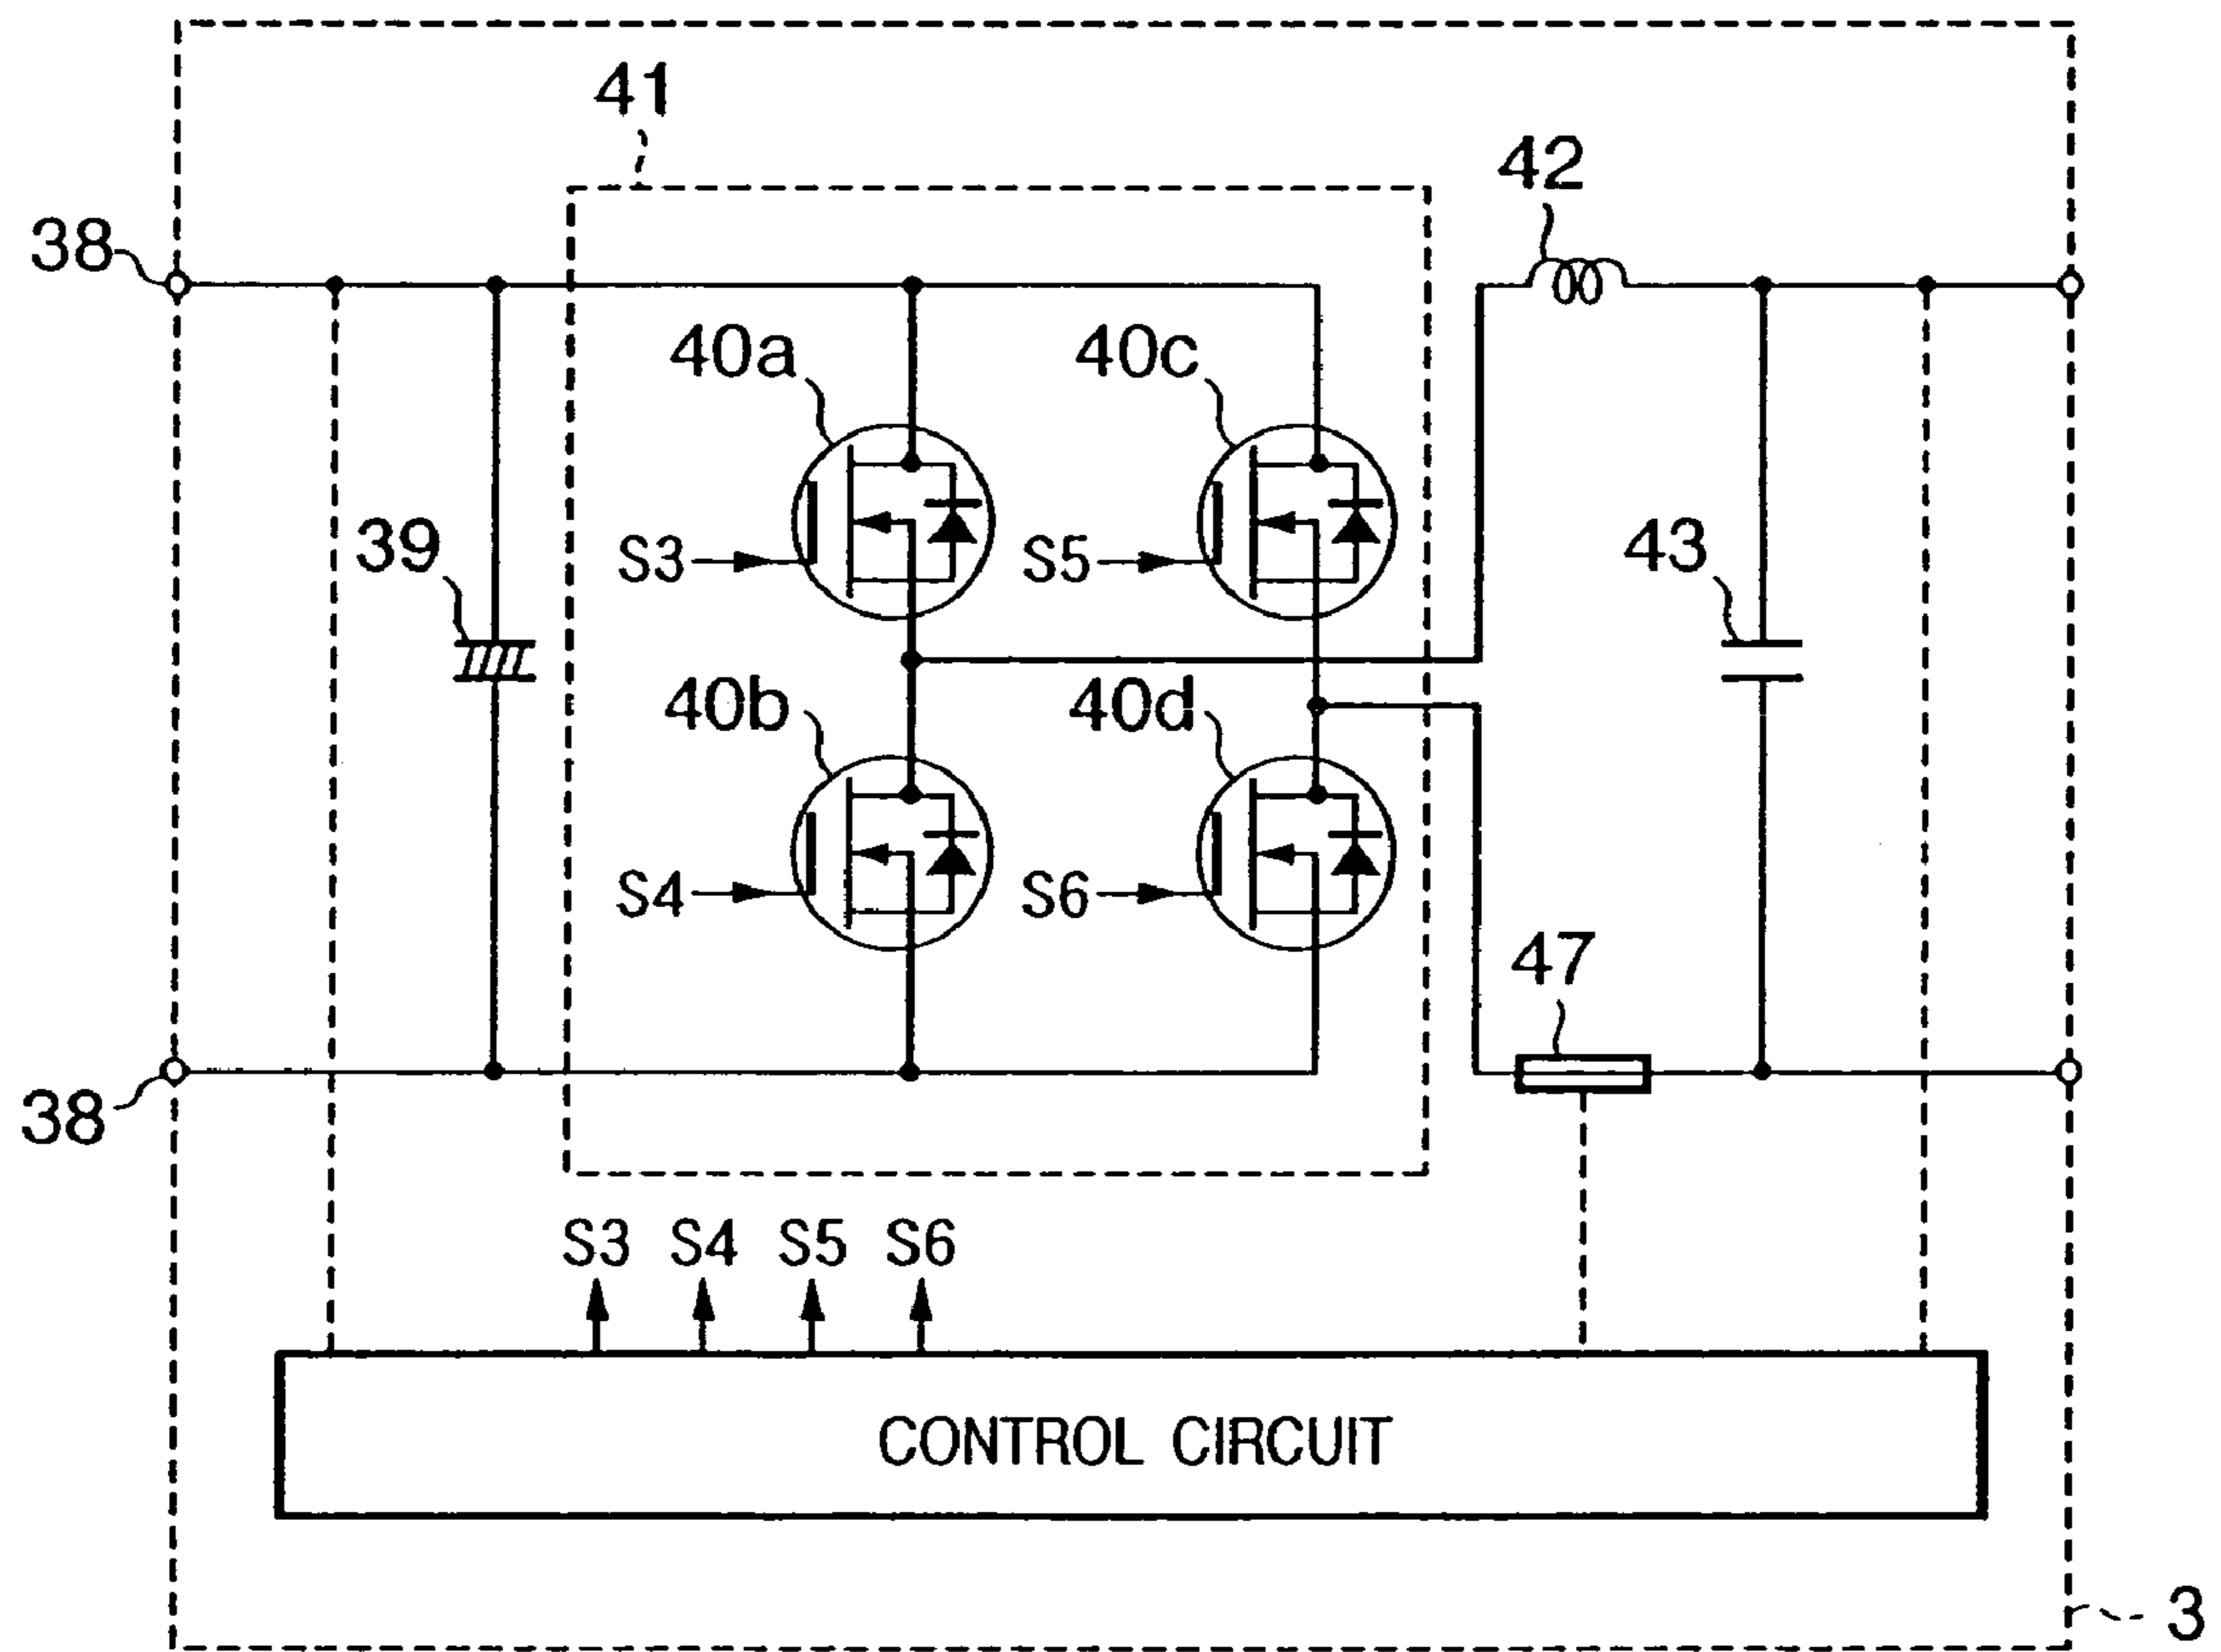 41
42
38
40a
40c
39
S3
S5
43
40b
40d
S4
S6
47
38
S3 S4 S5 S6
CONTROL CIRCUIT
3